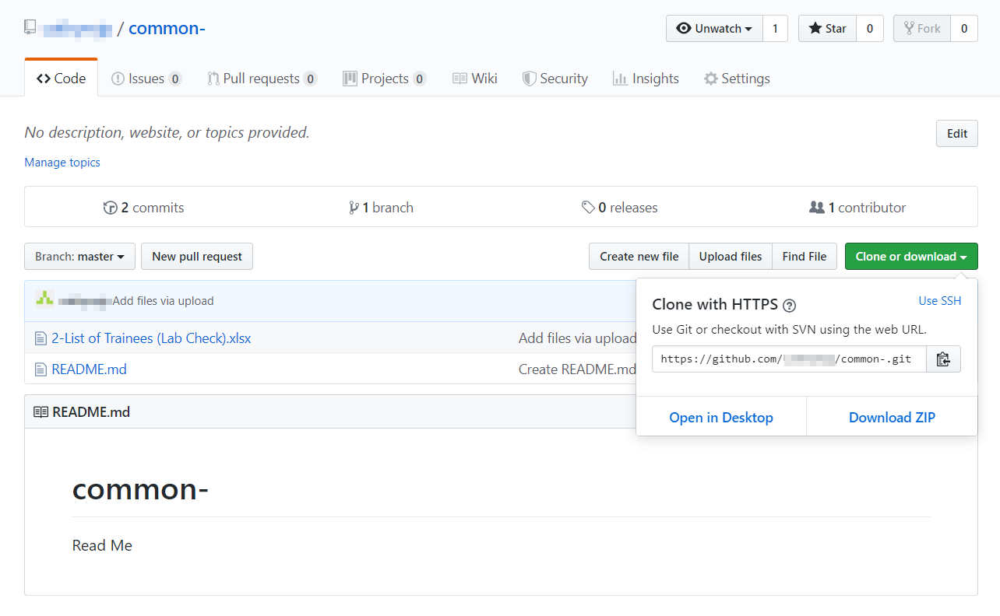 / common-
Unwatch 1 Star 0 Fork 0
Code Issues 0 Pull requests 0 Projects 0 Wiki Security Insights Settings
No description, website, or topics provided.
Edit
Manage topics
2 commits 1 branch 0 releases 1 contributor
Branch: master New pull request Create new file Upload files Find File Clone or download
Add files via upload
2-List of Trainees (Lab Check).xlsx Add files via upload
README.md Create README.md
Clone with HTTPS Use SSH
Use Git or checkout with SVN using the web URL.
https://github.com/ /common-.git
Open in Desktop Download ZIP
README.md
common-
Read Me